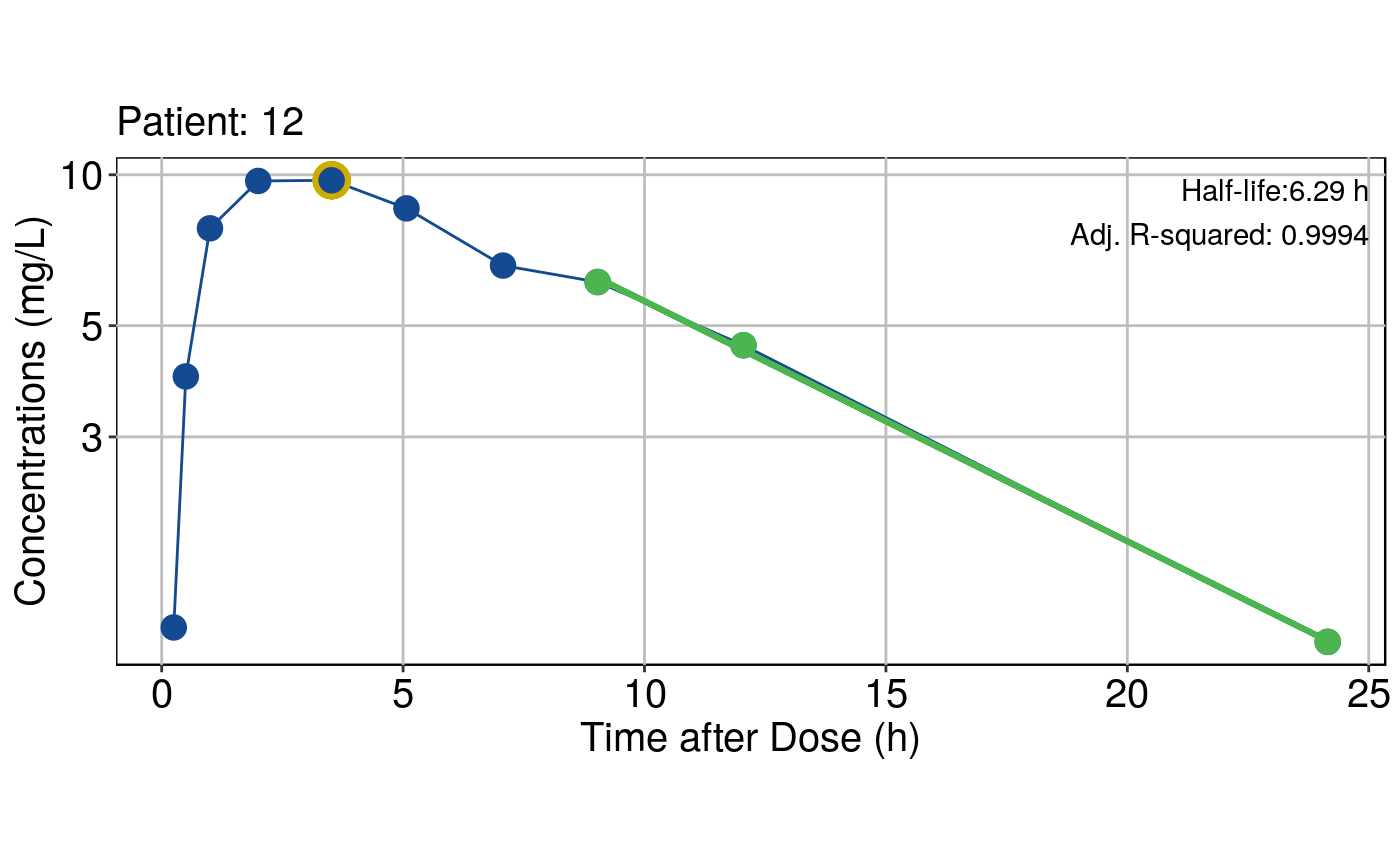 Patient: 12
Half-life:6.29 h
Adj. R-squared: 0.9994
Concentrations (mg/L)
10
5
3
0 5 10 15 20 25
Time after Dose (h)